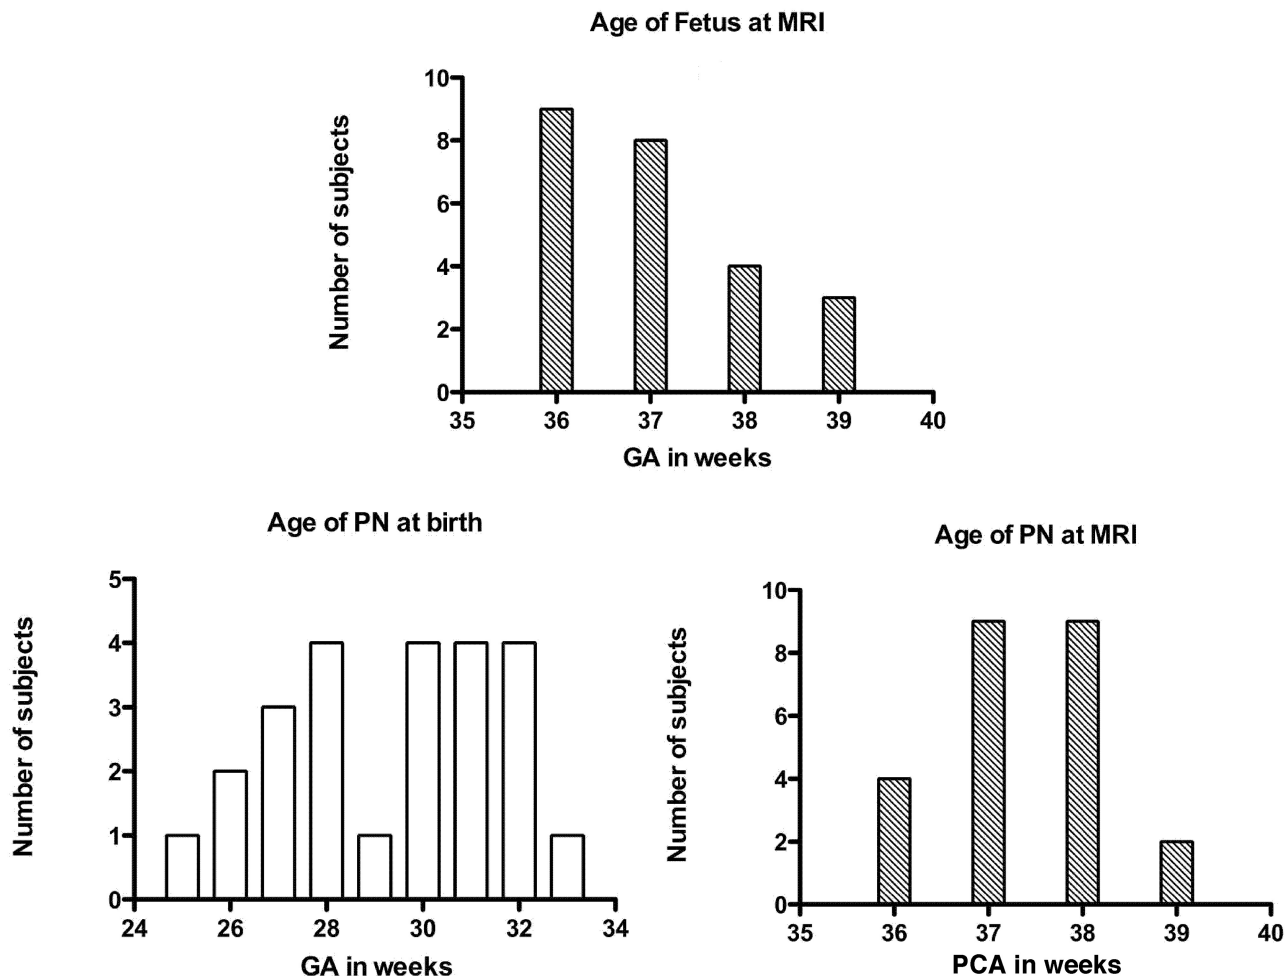 Age of Fetus at MRI
Number of subjects
10
8
6
4
2
0
35 36 37 38 39 40
GA in weeks
Age of PN at birth
Number of subjects
5
4
3
2
1
0
24 26 28 30 32 34
GA in weeks
Age of PN at MRI
Number of subjects
10
8
6
4
2
0
35 36 37 38 39 40
PCA in weeks